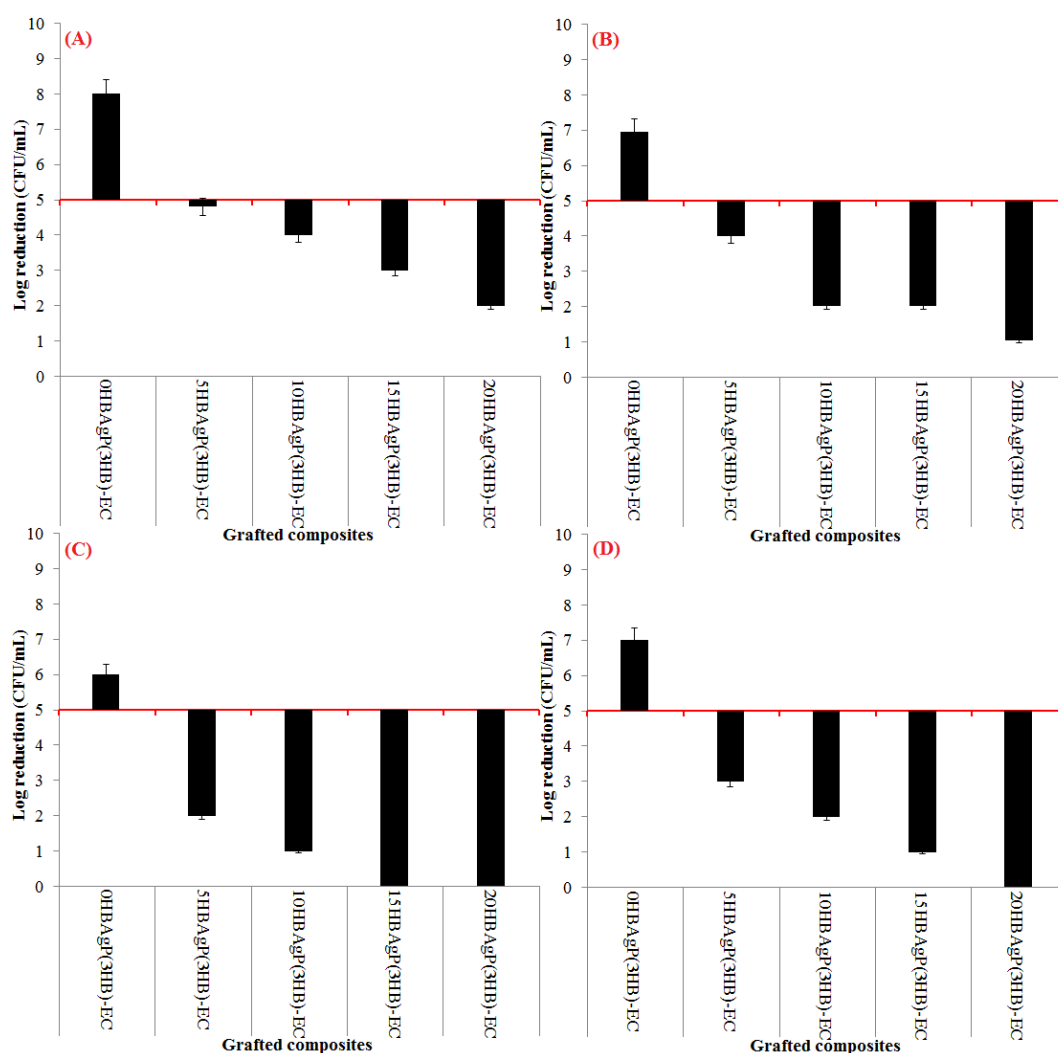 (A)
Log reduction (CFU/mL)
10
9
8
7
6
5
4
3
2
1
0
0HBAgP(3HB)-EC
5HBAgP(3HB)-EC
10HBAgP(3HB)-EC
15HBAgP(3HB)-EC
20HBAgP(3HB)-EC
Grafted composites
(B)
Log reduction (CFU/mL)
10
9
8
7
6
5
4
3
2
1
0
0HBAgP(3HB)-EC
5HBAgP(3HB)-EC
10HBAgP(3HB)-EC
15HBAgP(3HB)-EC
20HBAgP(3HB)-EC
Grafted composites
(C)
Log reduction (CFU/mL)
10
9
8
7
6
5
4
3
2
1
0
0HBAgP(3HB)-EC
5HBAgP(3HB)-EC
10HBAgP(3HB)-EC
15HBAgP(3HB)-EC
20HBAgP(3HB)-EC
Grafted composites
(D)
Log reduction (CFU/mL)
10
9
8
7
6
5
4
3
2
1
0
0HBAgP(3HB)-EC
5HBAgP(3HB)-EC
10HBAgP(3HB)-EC
15HBAgP(3HB)-EC
20HBAgP(3HB)-EC
Grafted composites